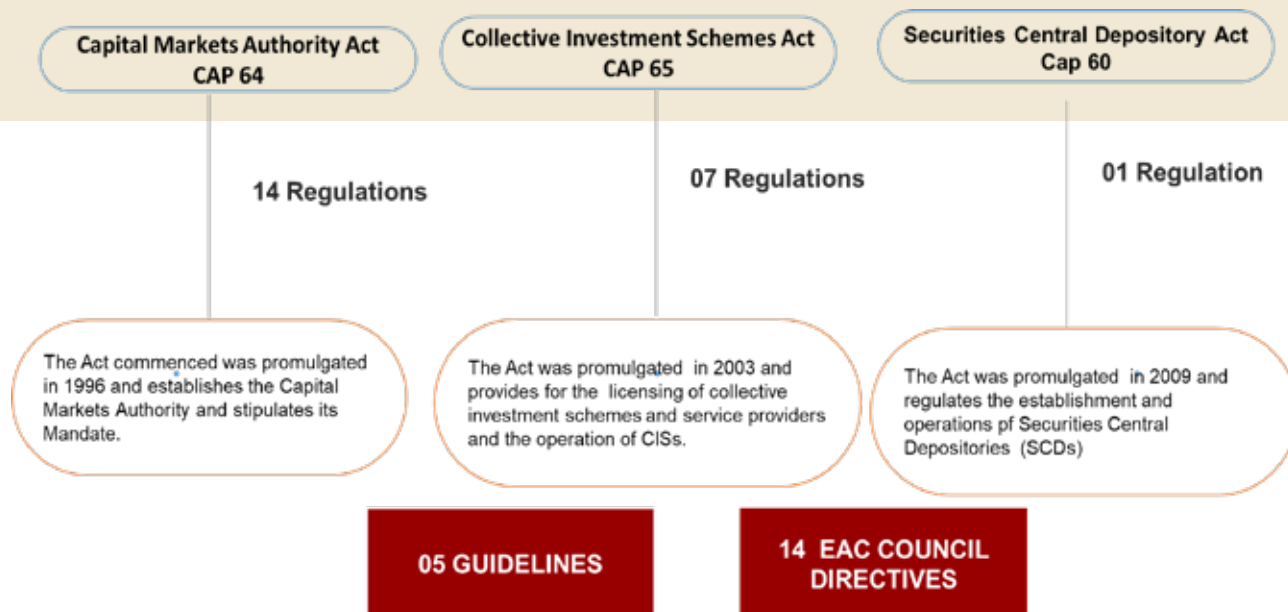 Capital Markets Authority Act
CAP 64
Collective Investment Schemes Act
CAP 65
Securities Central Depository Act
Cap 60
14 Regulations
07 Regulations
01 Regulation
The Act commenced was promulgated
in 1996 and establishes the Capital
Markets Authority and stipulates its
Mandate.
The Act was promulgated in 2003 and
provides for the licensing of collective
investment schemes and service providers
and the operation of CISs.
The Act was promulgated in 2009 and
regulates the establishment and
operations pf Securities Central
Depositories (SCDs)
05 GUIDELINES
14 EAC COUNCIL
DIRECTIVES